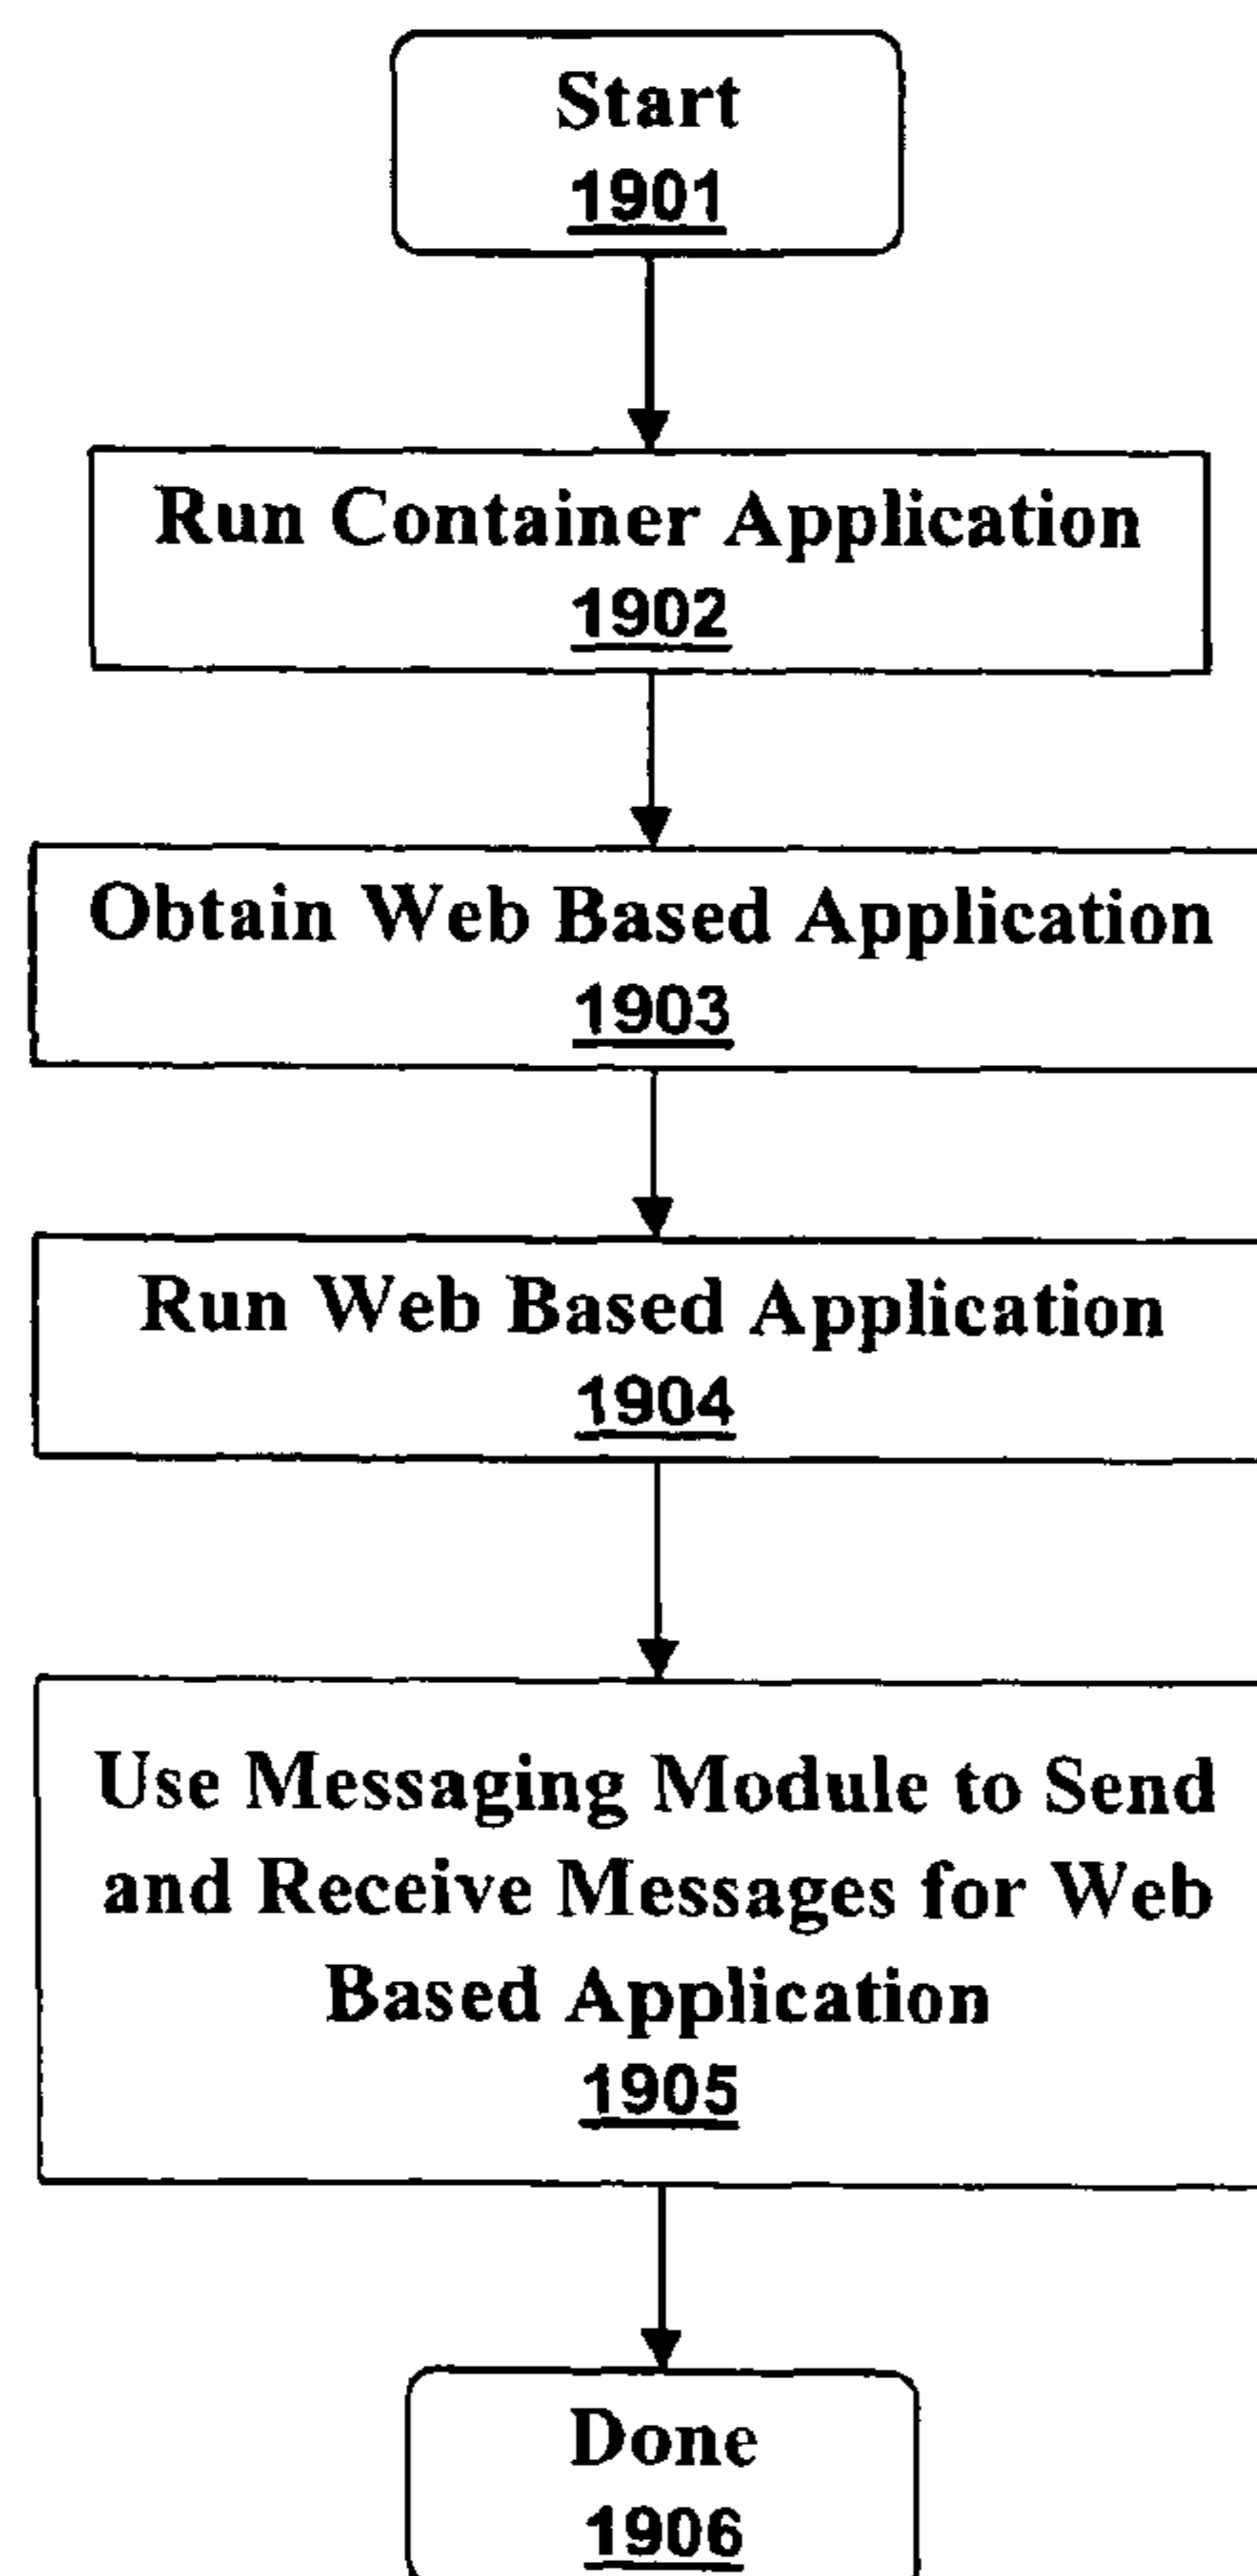 Start
1901
Run Container Application
1902
Obtain Web Based Application
1903
Run Web Based Application
1904
Use Messaging Module to Send
and Receive Messages for Web
Based Application
1905
Done
1906